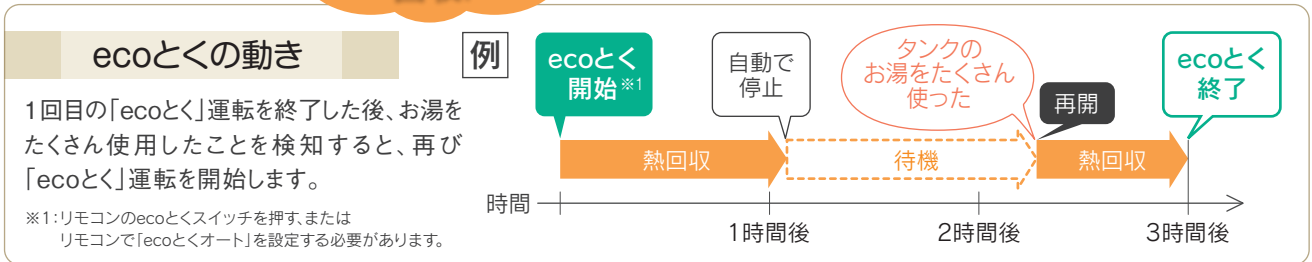 ecoとくの動き
1回目の「ecoとく」運転を終了した後、お湯を
たくさん使用したことを検知すると、再び
「ecoとく」運転を開始します。
※1：リモコンのecoとくスイッチを押す、または
リモコンで「ecoとくオート」を設定する必要があります。
例
ecoとく
開始※1
自動で
停止
タンクの
お湯をたくさん
使つた
再開
ecoとく
終了
熱回収
待機
熱回収
時間
1時間後
2時間後
3時間後